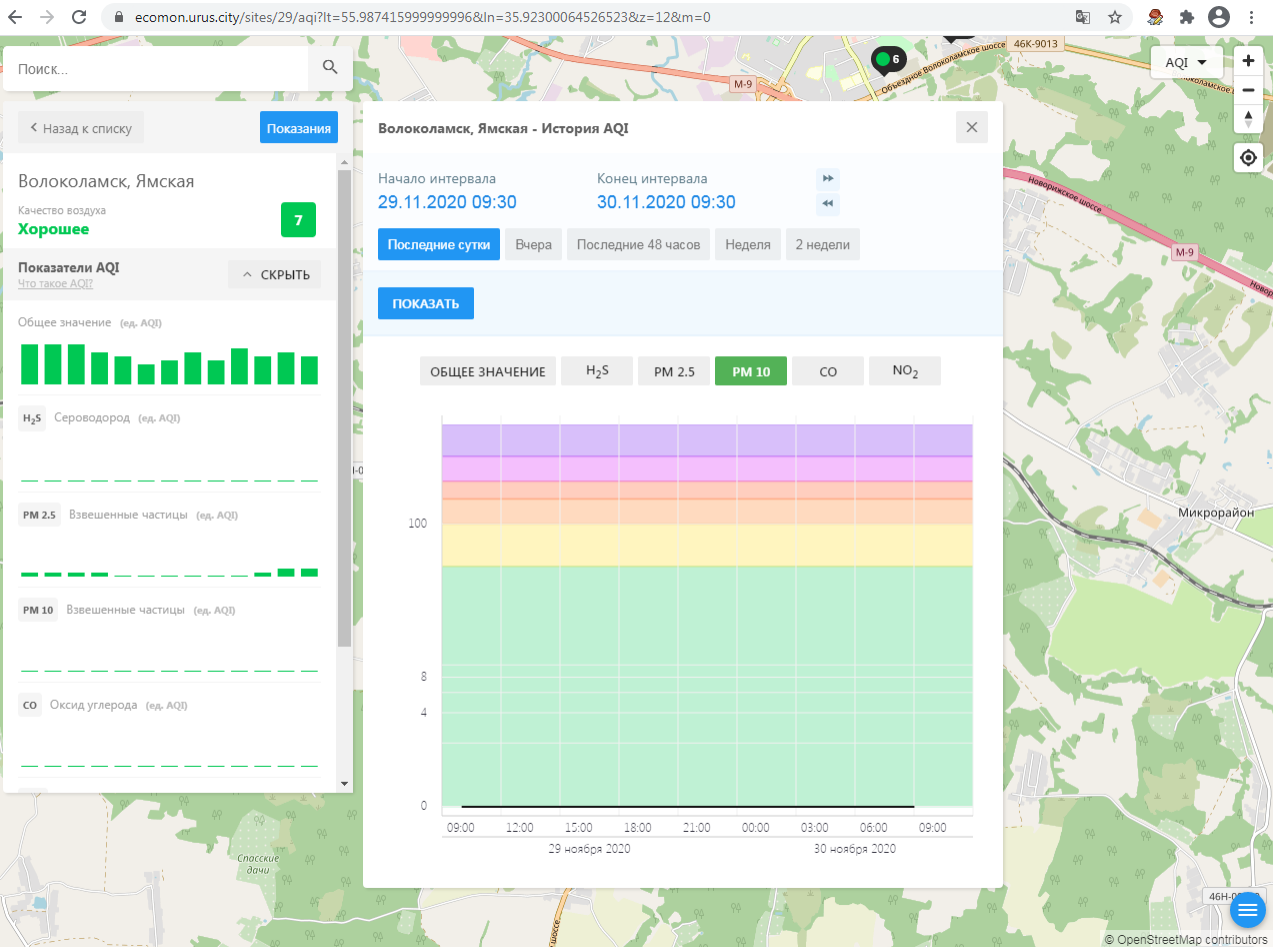 ecomon.urus.city/sites/29/aqi?lt=55.987415999999996&ln=35.92300064526523&z=12&m=0
Поиск...
Назад к списку
Показания
Волоколамск, Ямская
Качество воздуха
Хорошее
7
Показатели AQI
Что такое AQI?
СКРЫТЬ
Общее значение (ед. AQI)
H2S Сероводород (ед. AQI)
PM 2.5 Взвешенные частицы (ед. AQI)
PM 10 Взвешенные частицы (ед. AQI)
CO Оксид углерода (ед. AQI)
Волоколамск, Ямская - История AQI
Начало интервала
29.11.2020 09:30
Конец интервала
30.11.2020 09:30
Последние сутки
Вчера
Последние 48 часов
Неделя
2 недели
ПОКАЗАТЬ
ОБЩЕЕ ЗНАЧЕНИЕ
H2S
PM 2.5
PM 10
CO
NO2
100
8
4
0
09:00 12:00 15:00 18:00 21:00 00:00 03:00 06:00 09:00
29 ноября 2020 30 ноября 2020
6
46К-9013
М-9
Объездное Волоколамское шоссе
AQI
Новорижское шоссе
М-9
Микрорайон
Спасские
дачи
© OpenStreetMap contributors